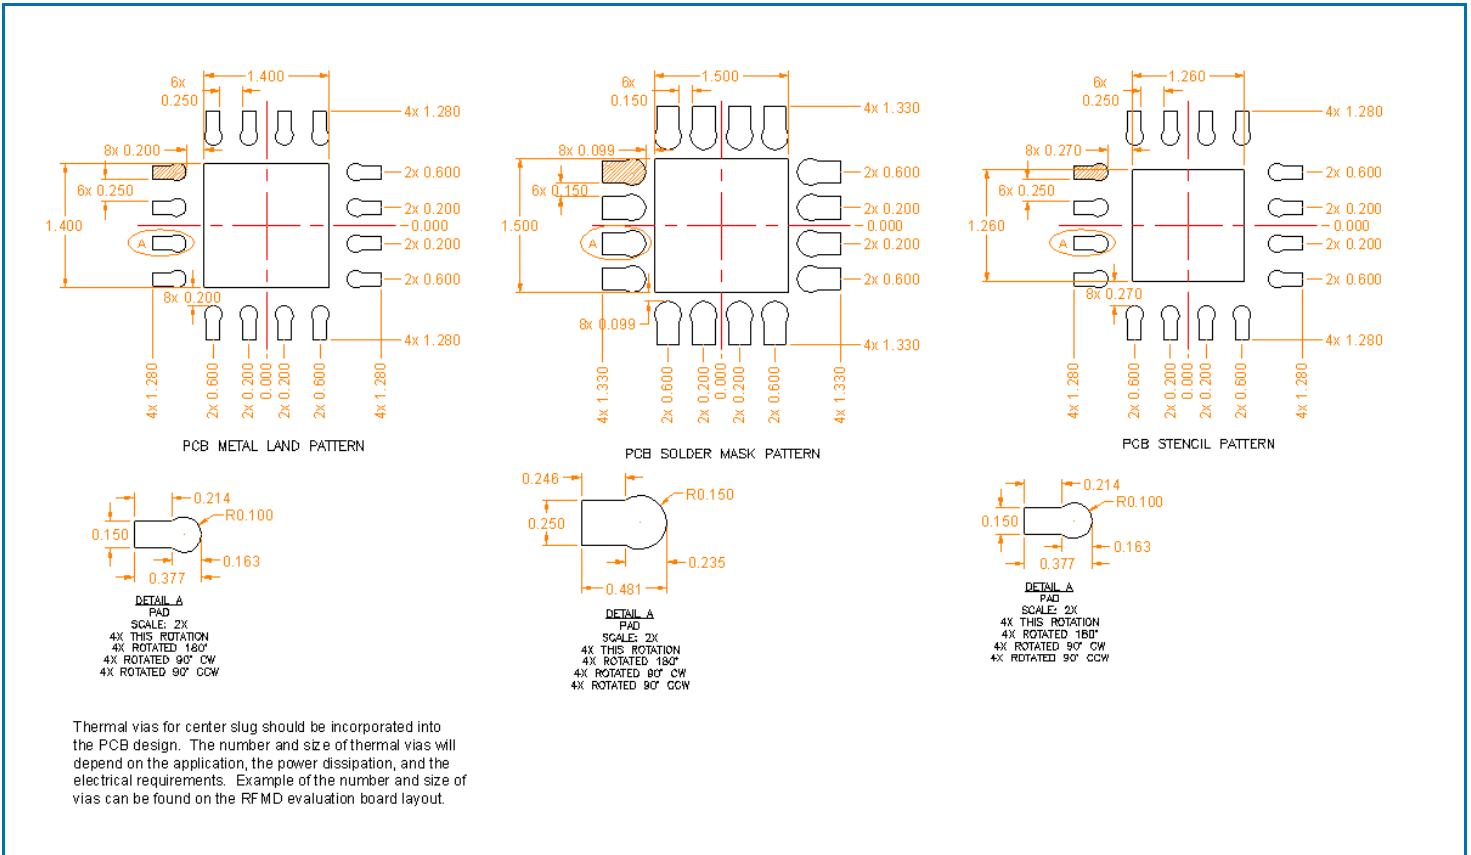 1.400
6x
0.250
4x 1.280
8x 0.200
2x 0.600
6x 0.250
2x 0.200
1.400
0.000
A
2x 0.200
2x 0.600
8x 0.200
4x 1.280
4x 1.280
2x 0.600
2x 0.200
0.000
2x 0.200
2x 0.600
4x 1.280
PCB METAL LAND PATTERN
1.500
6x
0.150
4x 1.330
8x 0.099
2x 0.600
6x 0.150
2x 0.200
1.500
0.000
A
2x 0.200
2x 0.600
8x 0.099
4x 1.330
4x 1.330
2x 0.600
2x 0.200
0.000
2x 0.200
2x 0.600
4x 1.330
PCB SOLDER MASK PATTERN
1.260
6x
0.250
4x 1.280
8x 0.270
2x 0.600
6x 0.250
2x 0.200
1.260
0.000
A
2x 0.200
2x 0.600
8x 0.270
4x 1.280
4x 1.280
2x 0.600
2x 0.200
0.000
2x 0.200
2x 0.600
4x 1.280
PCB STENCIL PATTERN
0.214
R0.100
0.150
0.163
0.377
DETAIL A
PAD
SCALE: 2X
4X THIS ROTATION
4X ROTATED 180°
4X ROTATED 90° CW
4X ROTATED 90° CCW
0.246
R0.150
0.250
0.235
0.481
DETAIL A
PAD
SCALE: 2X
4X THIS ROTATION
4X ROTATED 180°
4X ROTATED 90° CW
4X ROTATED 90° CCW
0.214
R0.100
0.150
0.163
0.377
DETAIL A
PAD
SCALE: 2X
4X THIS ROTATION
4X ROTATED 180°
4X ROTATED 90° CW
4X ROTATED 90° CCW
Thermal vias for center slug should be incorporated into
the PCB design. The number and size of thermal vias will
depend on the application, the power dissipation, and the
electrical requirements. Example of the number and size of
vias can be found on the RFMD evaluation board layout.